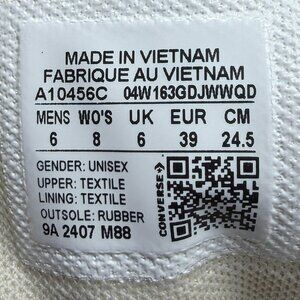 MADE IN VIETNAM
FABRIQUE AU VIETNAM
A10456C 04W163GDJWWQD
MENS WO'S UK EUR CM
6 8 6 39 24.5
GENDER: UNISEX
UPPER: TEXTILE
LINING: TEXTILE
OUTSOLE: RUBBER
9A 2407 M88
CONVERSE